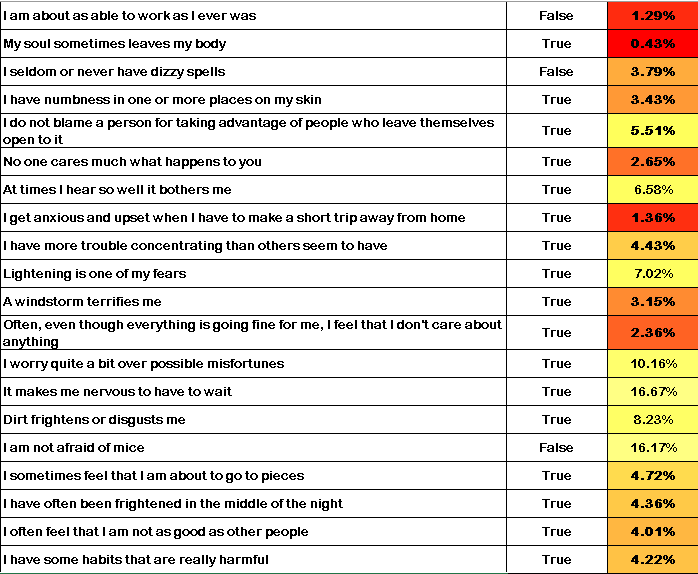 I am about as able to work as I ever was False 1.29%
My soul sometimes leaves my body True 0.43%
I seldom or never have dizzy spells False 3.79%
I have numbness in one or more places on my skin True 3.43%
I do not blame a person for taking advantage of people who leave themselves
open to it True 5.51%
No one cares much what happens to you True 2.65%
At times I hear so well it bothers me True 6.58%
I get anxious and upset when I have to make a short trip away from home True 1.36%
I have more trouble concentrating than others seem to have True 4.43%
Lightening is one of my fears True 7.02%
A windstorm terrifies me True 3.15%
Often, even though everything is going fine for me, I feel that I don't care about
anything True 2.36%
I worry quite a bit over possible misfortunes True 10.16%
It makes me nervous to have to wait True 16.67%
Dirt frightens or disgusts me True 8.23%
I am not afraid of mice False 16.17%
I sometimes feel that I am about to go to pieces True 4.72%
I have often been frightened in the middle of the night True 4.36%
I often feel that I am not as good as other people True 4.01%
I have some habits that are really harmful True 4.22%